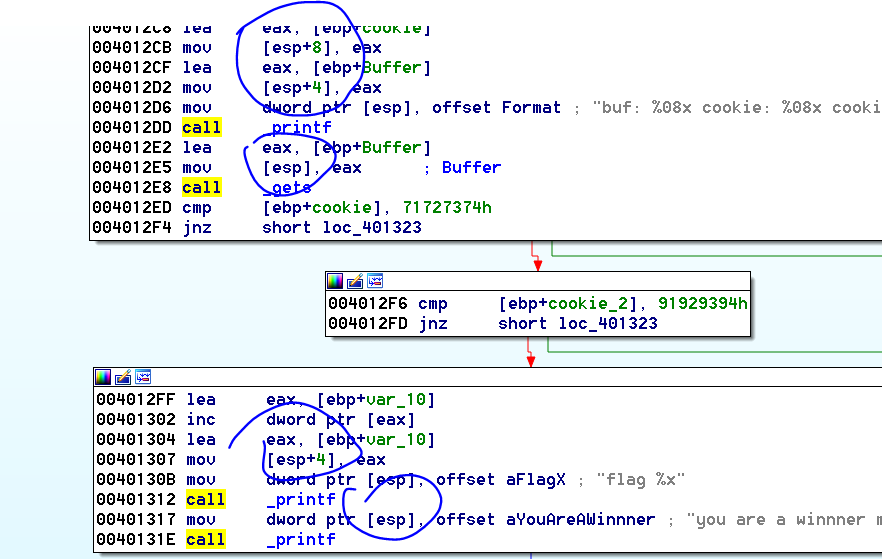 004012C8 lea eax, [ebp+cookie]
004012CB mov [esp+8], eax
004012CF lea eax, [ebp+Buffer]
004012D2 mov [esp+4], eax
004012D6 mov dword ptr [esp], offset Format ; "buf: %08x cookie: %08x cooki
004012DD call _printf
004012E2 lea eax, [ebp+Buffer]
004012E5 mov [esp], eax ; Buffer
004012E8 call _gets
004012ED cmp [ebp+cookie], 71727374h
004012F4 jnz short loc_401323
004012F6 cmp [ebp+cookie_2], 91929394h
004012FD jnz short loc_401323
004012FF lea eax, [ebp+var_10]
00401302 inc dword ptr [eax]
00401304 lea eax, [ebp+var_10]
00401307 mov [esp+4], eax
0040130B mov dword ptr [esp], offset aFlagX ; "flag %x"
00401312 call _printf
00401317 mov dword ptr [esp], offset aYouAreAWinnner ; "you are a winnner m
0040131E call _printf